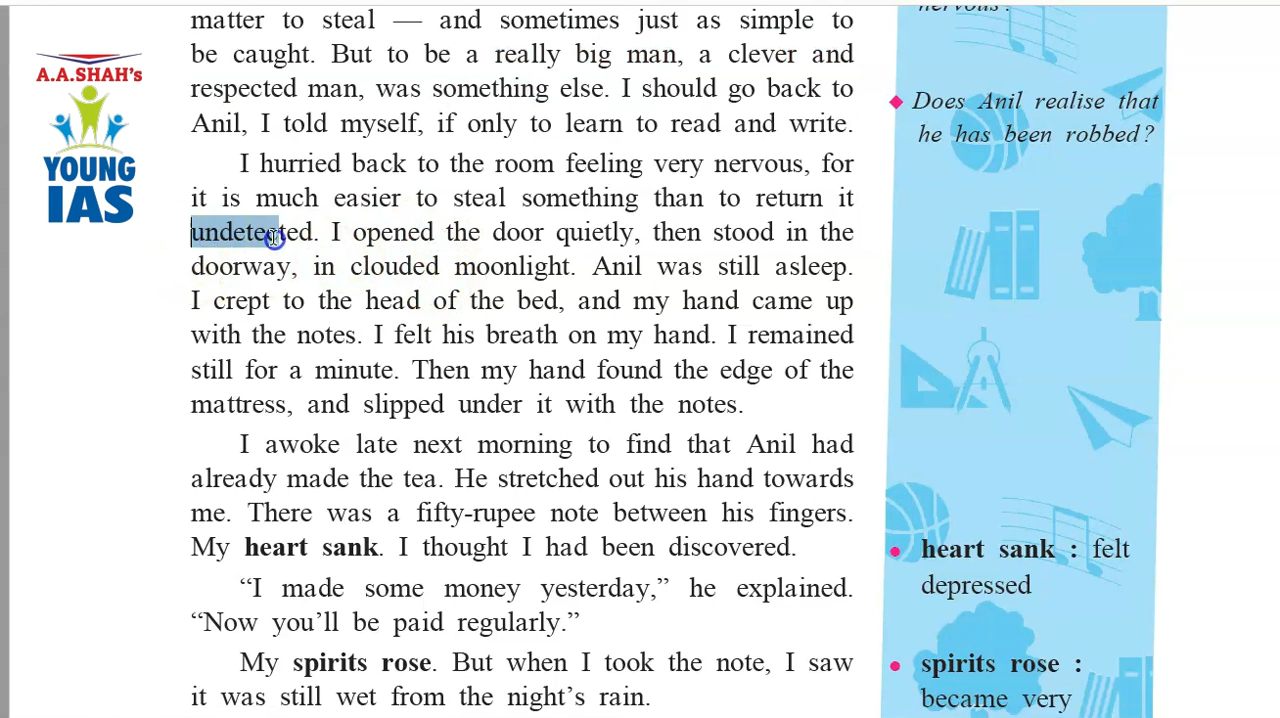 matter to steal — and sometimes just as simple to
be caught. But to be a really big man, a clever and
respected man, was something else. I should go back to
Anil, I told myself, if only to learn to read and write.
I hurried back to the room feeling very nervous, for
it is much easier to steal something than to return it
undetected. I opened the door quietly, then stood in the
doorway, in clouded moonlight. Anil was still asleep.
I crept to the head of the bed, and my hand came up
with the notes. I felt his breath on my hand. I remained
still for a minute. Then my hand found the edge of the
mattress, and slipped under it with the notes.
I awoke late next morning to find that Anil had
already made the tea. He stretched out his hand towards
me. There was a fifty-rupee note between his fingers.
My heart sank. I thought I had been discovered.
“I made some money yesterday,” he explained.
“Now you’ll be paid regularly.”
My spirits rose. But when I took the note, I saw
it was still wet from the night’s rain.
nervous?
Does Anil realise that
he has been robbed?
heart sank : felt
depressed
spirits rose :
became very
A.A.SHAH’s
YOUNG
IAS